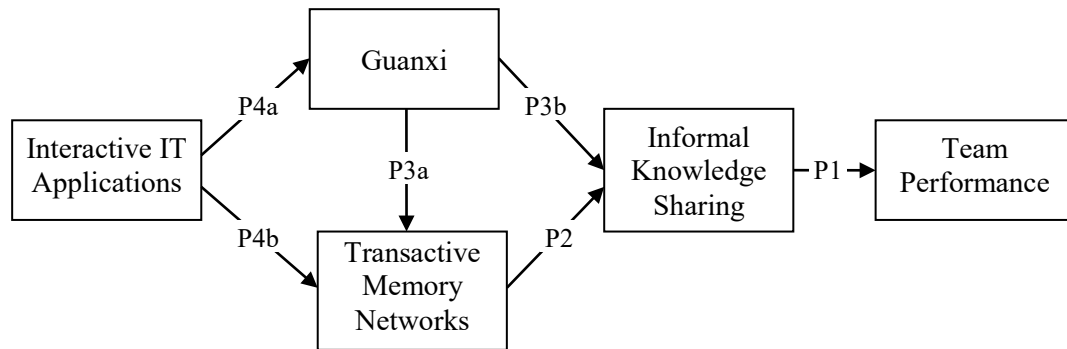 Guanxi
P4a
P3b
Interactive IT
Applications
P3a
Informal
Knowledge
Sharing
P1
Team
Performance
P4b
P2
Transactive
Memory
Networks